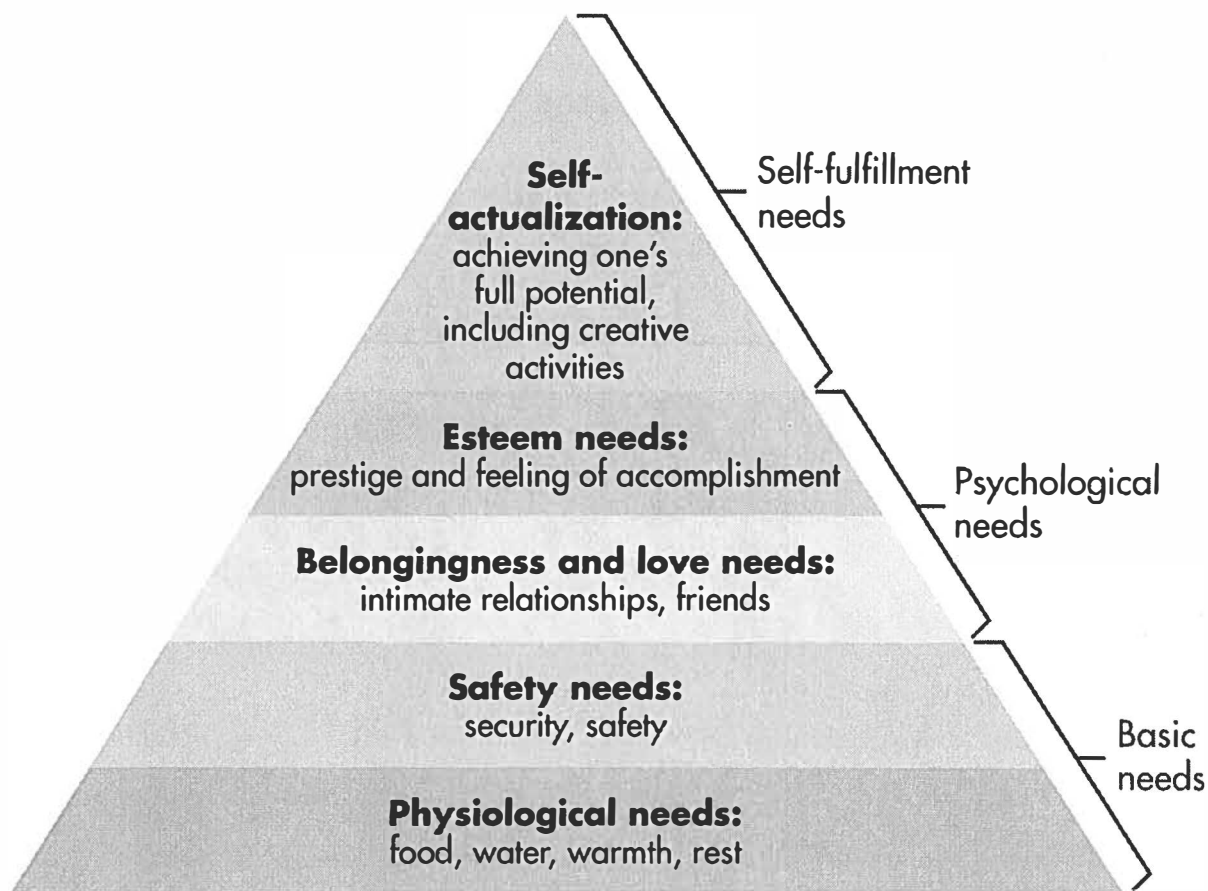 Self-
actualization:
achieving one's
full potential,
including creative
activities
Self-fulfillment
needs
Esteem needs:
prestige and feeling of accomplishment
Psychological
needs
Belongingness and love needs:
intimate relationships, friends
Safety needs:
security, safety
Basic
needs
Physiological needs:
food, water, warmth, rest